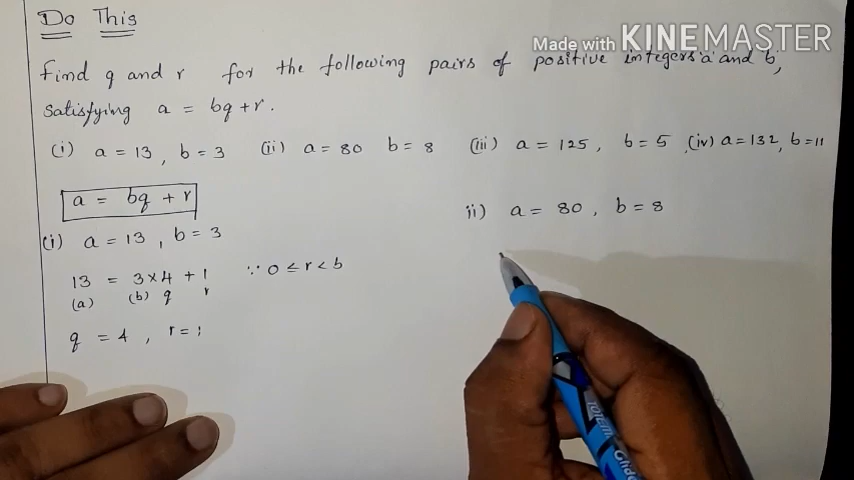 Made with KINEMASTER
Do This
Find q and r for the following pairs of positive integers 'a' and b,
satisfying a = bq + r.
(i) a = 13, b = 3 (ii) a = 80 b = 8 (iii) a = 125, b = 5, (iv) a = 132, b = 11
a = bq + r
(i) a = 13, b = 3
13 = 3 × 4 + 1 ∵ 0 ≤ r < b
(a) (b) q r
q = 4, r = 1
ii) a = 80, b = 8